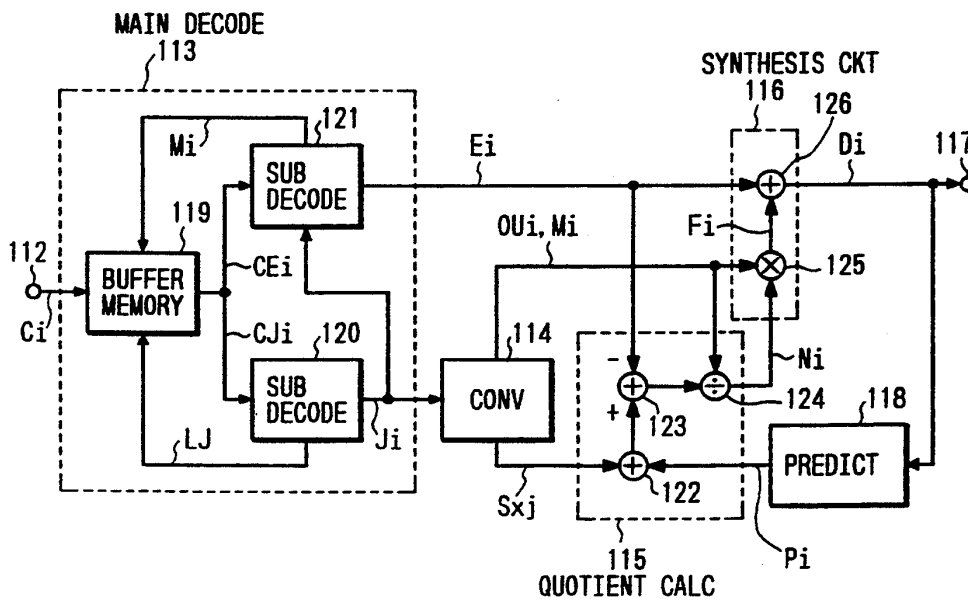 MAIN DECODE
113
SYNTHESIS CKT
116
126
Di
117
Mi
121
SUB
DECODE
Ei
119
OUi, Mi
Fi
125
112
BUFFER
MEMORY
CEi
Ci
CJi
120
114
Ni
SUB
DECODE
CONV
-
+
123
124
118
LJ
Ji
PREDICT
Sxj
122
Pi
115
QUOTIENT CALC